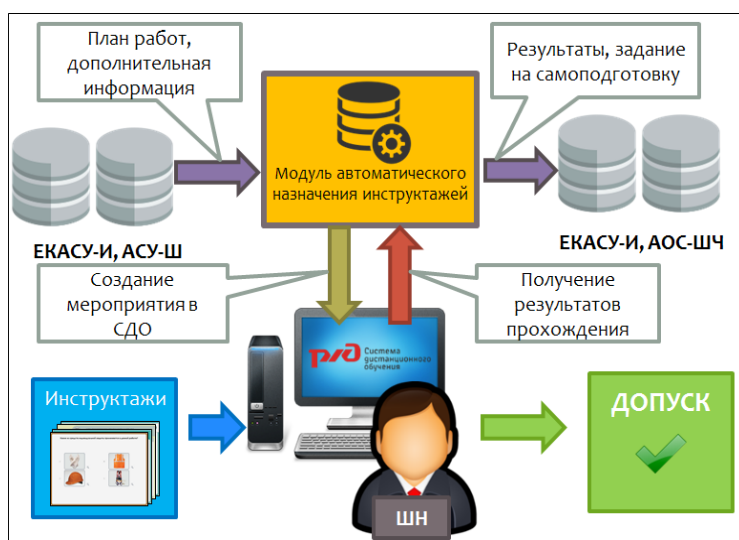 План работ,
дополнительная
информация
Результаты, задание
на самоподготовку
Модуль автоматического
назначения инструктажей
ЕКАСУ-И, АСУ-Ш
ЕКАСУ-И, АОС-ШЧ
Создание
мероприятия в
СДО
Получение
результатов
прохождения
ржд
Система
дистанционного
обучения
Инструктажи
ДОПУСК
ШН